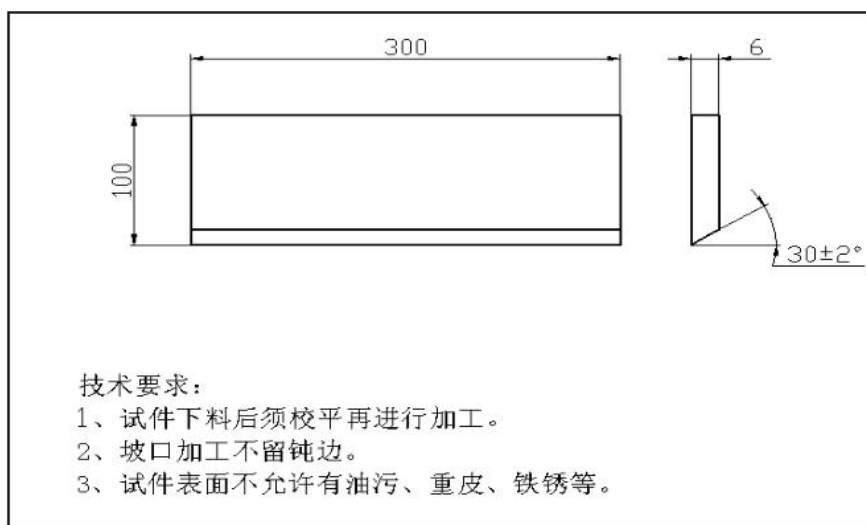 300
6
100
30±2°
技术要求：
1、试件下料后须校平再进行加工。
2、坡口加工不留钝边。
3、试件表面不允许有油污、重皮、铁锈等。